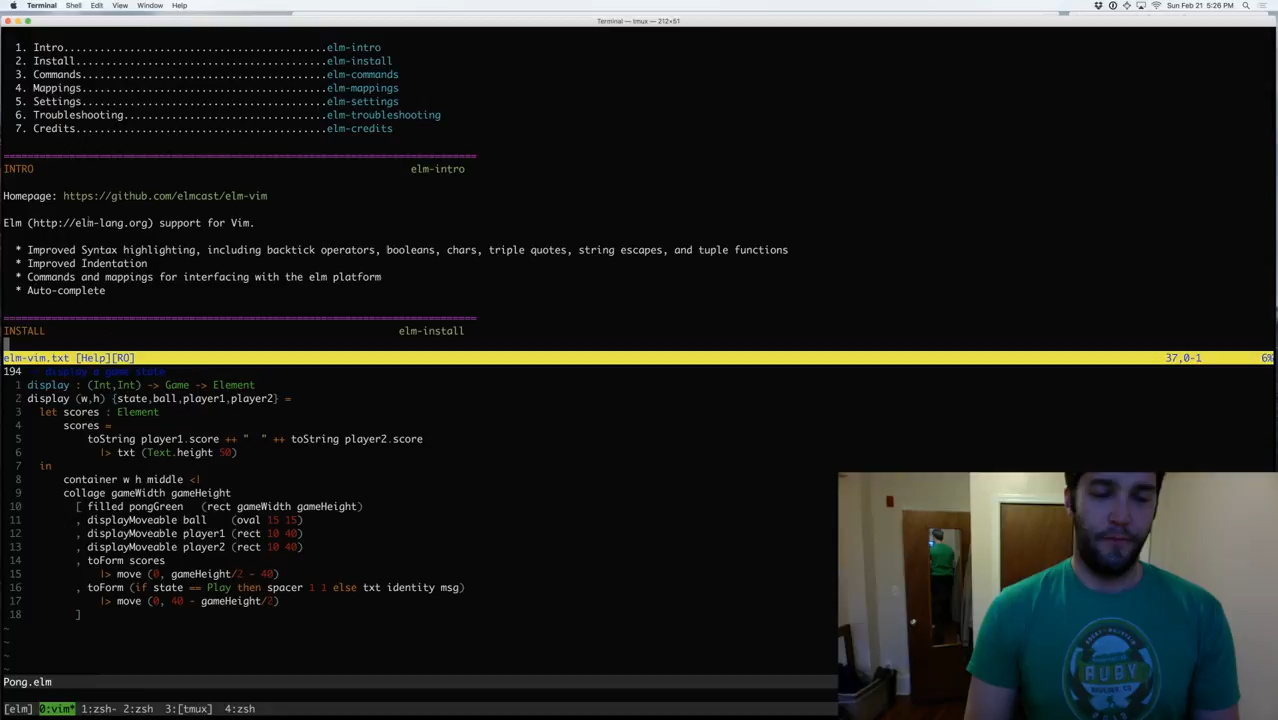 Terminal Shell Edit View Window Help Sun Feb 21 5:26 PM
Terminal — tmux — 212×51
1. Intro............................................elm-intro
2. Install..........................................elm-install
3. Commands.........................................elm-commands
4. Mappings.........................................elm-mappings
5. Settings.........................................elm-settings
6. Troubleshooting..................................elm-troubleshooting
7. Credits..........................................elm-credits
===============================================================================
INTRO elm-intro
Homepage: https://github.com/elmcast/elm-vim
Elm (http://elm-lang.org) support for Vim.
* Improved Syntax highlighting, including backtick operators, booleans, chars, triple quotes, string escapes, and tuple functions
* Improved Indentation
* Commands and mappings for interfacing with the elm platform
* Auto-complete
===============================================================================
INSTALL elm-install
elm-vim.txt [Help][RO] 37,0-1 6%
194 -- display a game state
1 display : (Int,Int) -> Game -> Element
2 display (w,h) {state,ball,player1,player2} =
3 let scores : Element
4 scores =
5 toString player1.score ++ "  " ++ toString player2.score
6 |> txt (Text.height 50)
7 in
8 container w h middle <|
9 collage gameWidth gameHeight
10 [ filled pongGreen (rect gameWidth gameHeight)
11 , displayMoveable ball (oval 15 15)
12 , displayMoveable player1 (rect 10 40)
13 , displayMoveable player2 (rect 10 40)
14 , toForm scores
15 |> move (0, gameHeight/2 - 40)
16 , toForm (if state == Play then spacer 1 1 else txt identity msg)
17 |> move (0, 40 - gameHeight/2)
18 ]
~
~
~
~
Pong.elm
[elm] 0:vim* 1:zsh- 2:zsh 3:[tmux] 4:zsh
RUBY